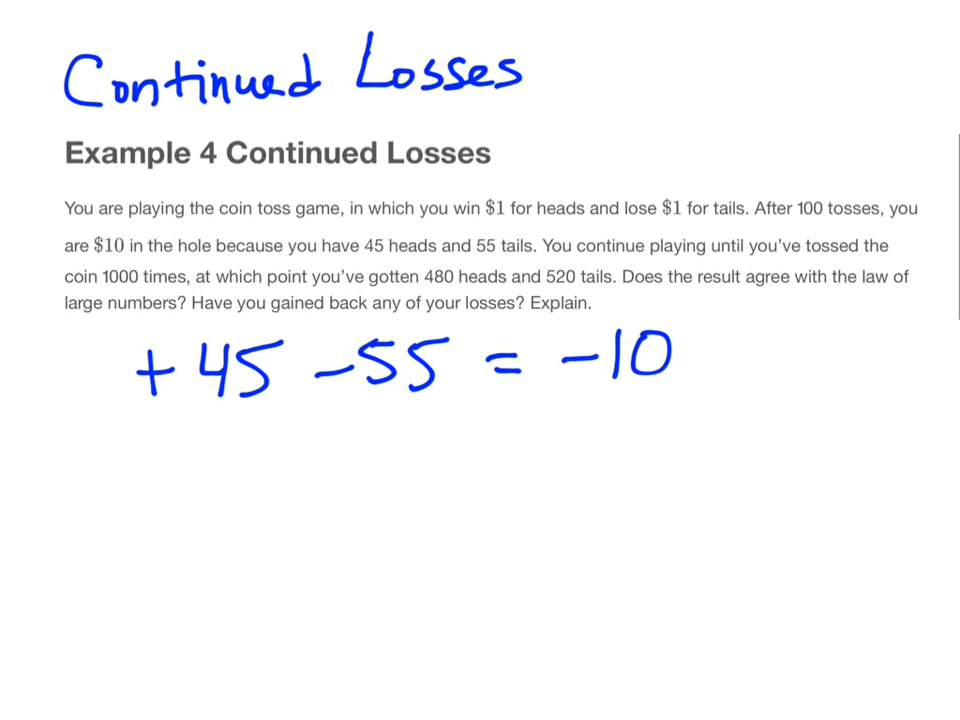 Continued Losses
Example 4 Continued Losses
You are playing the coin toss game, in which you win $1 for heads and lose $1 for tails. After 100 tosses, you
are $10 in the hole because you have 45 heads and 55 tails. You continue playing until you've tossed the
coin 1000 times, at which point you've gotten 480 heads and 520 tails. Does the result agree with the law of
large numbers? Have you gained back any of your losses? Explain.
+45 -55 = -10